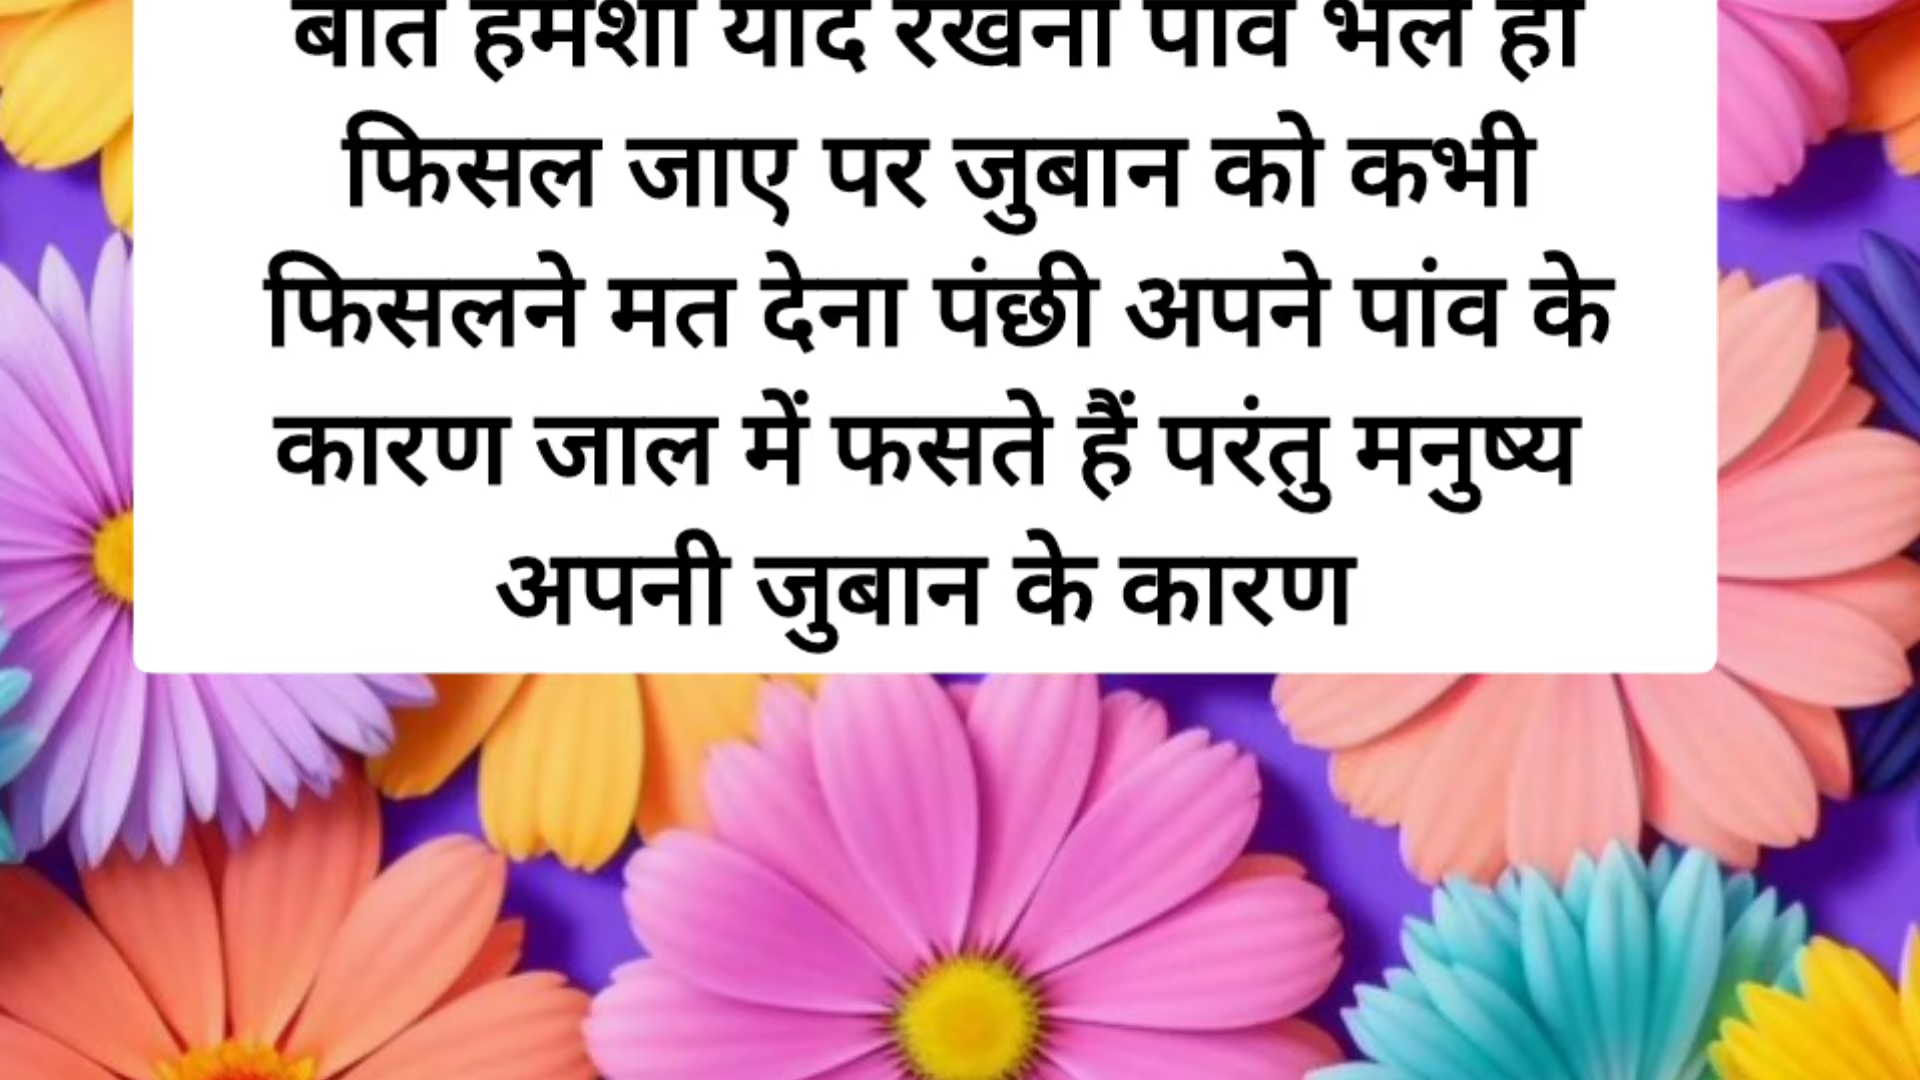 बात हमेशा याद रखना पांव भले ही
फिसल जाए पर जुबान को कभी
फिसलने मत देना पंछी अपने पांव के
कारण जाल में फसते हैं परंतु मनुष्य
अपनी जुबान के कारण